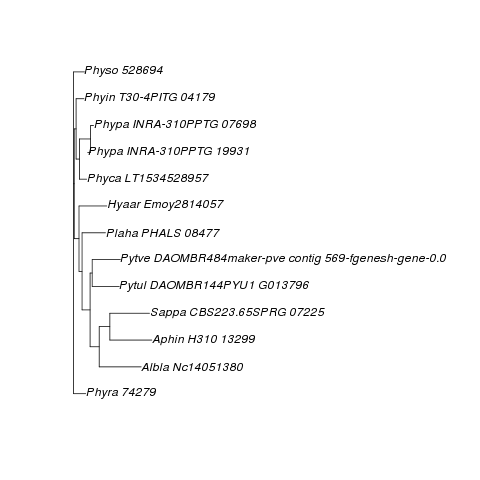 Physo 528694
Phyin T30-4PITG 04179
Phypa INRA-310PPTG 07698
Phypa INRA-310PPTG 19931
Phyca LT1534528957
Hyaar Emoy2814057
Plaha PHALS 08477
Pytve DAOMBR484maker-pve contig 569-fgenesh-gene-0.0
Pytul DAOMBR144PYU1 G013796
Sappa CBS223.65SPRG 07225
Aphin H310 13299
Albla Nc14051380
Phyra 74279